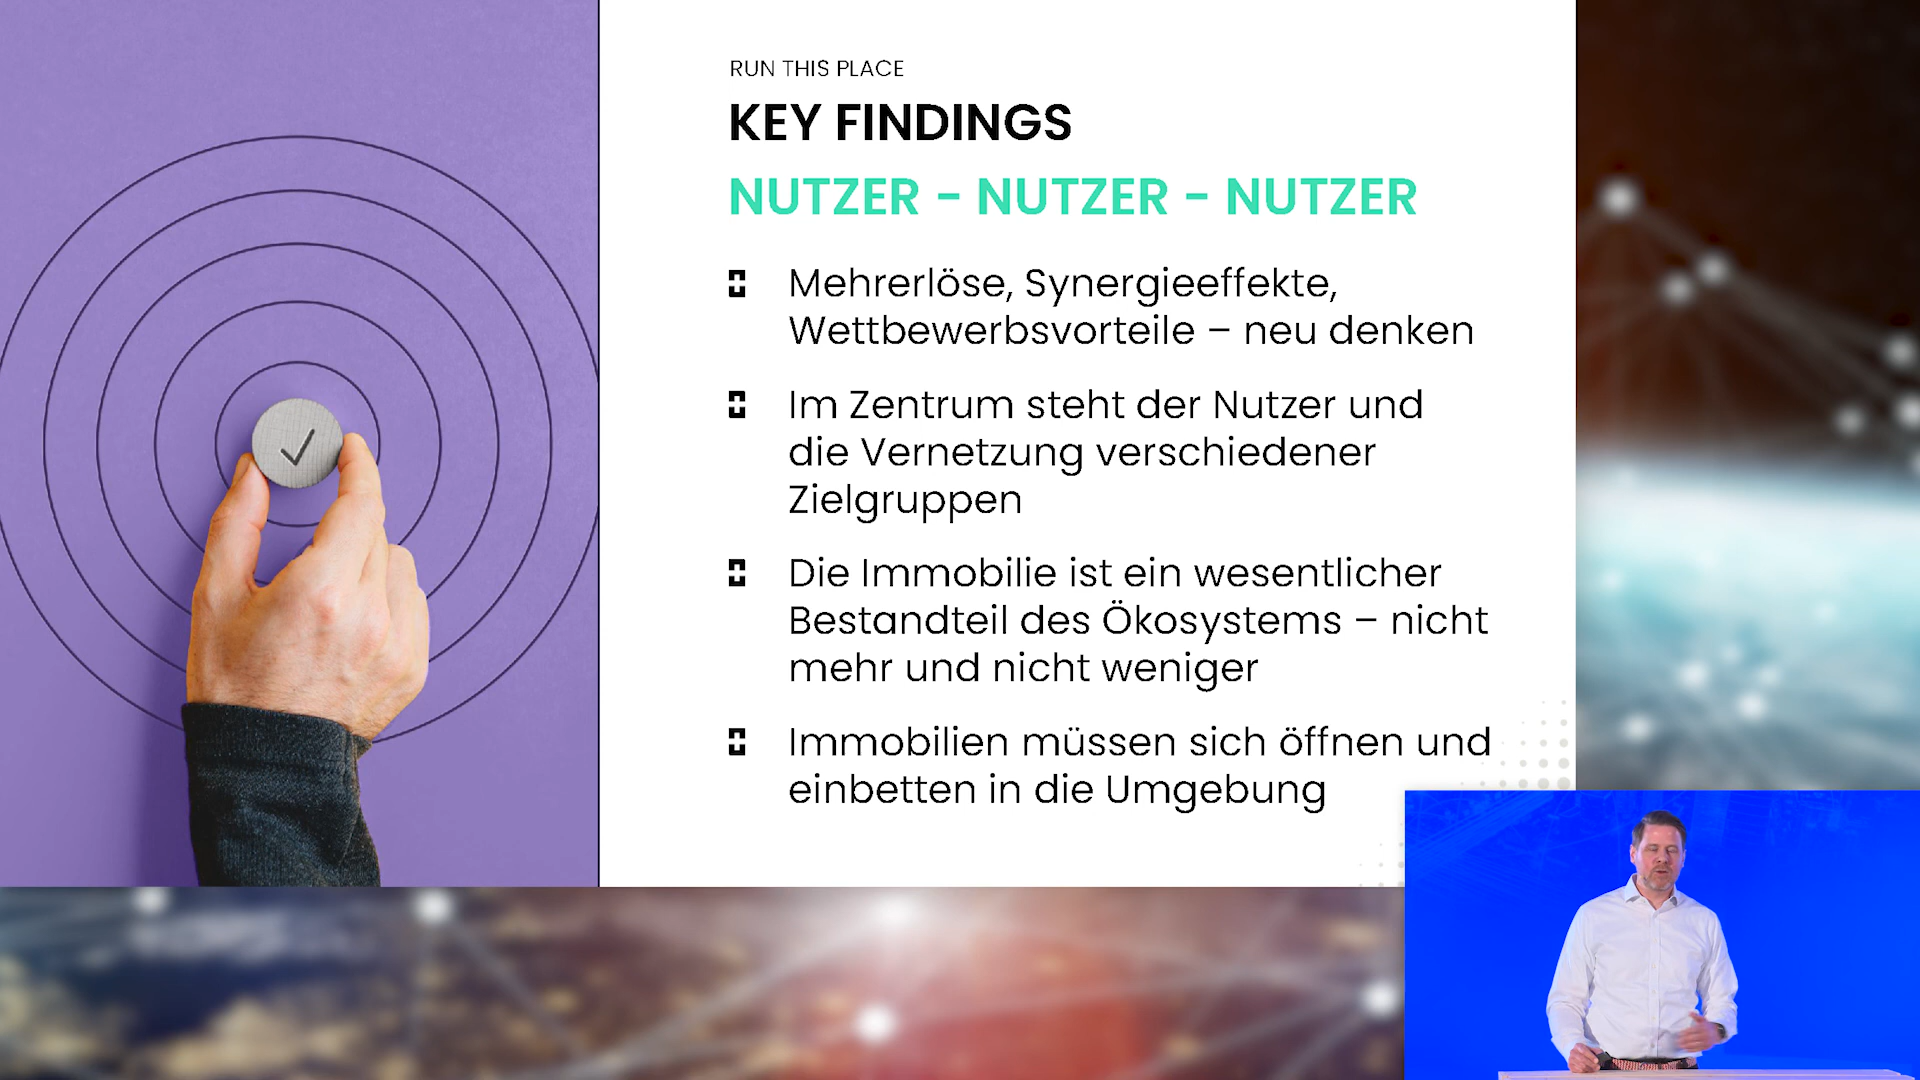 RUN THIS PLACE
KEY FINDINGS
NUTZER - NUTZER - NUTZER
Mehrerlöse, Synergieeffekte,
Wettbewerbsvorteile – neu denken
Im Zentrum steht der Nutzer und
die Vernetzung verschiedener
Zielgruppen
Die Immobilie ist ein wesentlicher
Bestandteil des Ökosystems – nicht
mehr und nicht weniger
Immobilien müssen sich öffnen und
einbetten in die Umgebung